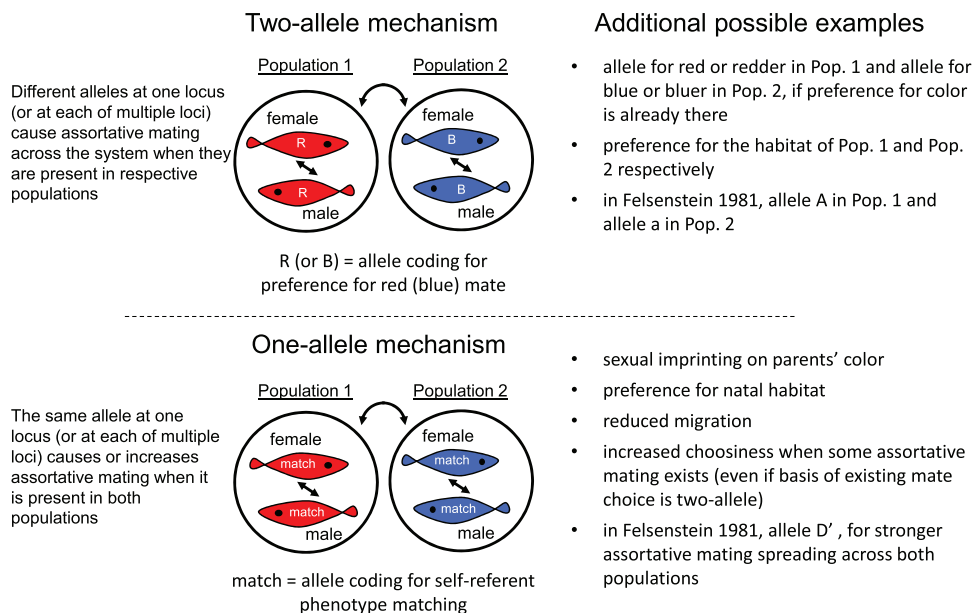 Two-allele mechanism
Additional possible examples
Different alleles at one locus
(or at each of multiple loci)
cause assortative mating
across the system when they
are present in respective
populations
Population 1
Population 2
female
R
R
male
female
B
B
male
R (or B) = allele coding for
preference for red (blue) mate
• allele for red or redder in Pop. 1 and allele for
blue or bluer in Pop. 2, if preference for color
is already there
• preference for the habitat of Pop. 1 and Pop.
2 respectively
• in Felsenstein 1981, allele A in Pop. 1 and
allele a in Pop. 2
One-allele mechanism
The same allele at one
locus (or at each of multiple
loci) causes or increases
assortative mating when it
is present in both
populations
Population 1
Population 2
female
match
match
male
female
match
match
male
match = allele coding for self-referent
phenotype matching
• sexual imprinting on parents’ color
• preference for natal habitat
• reduced migration
• increased choosiness when some assortative
mating exists (even if basis of existing mate
choice is two-allele)
• in Felsenstein 1981, allele D’ , for stronger
assortative mating spreading across both
populations